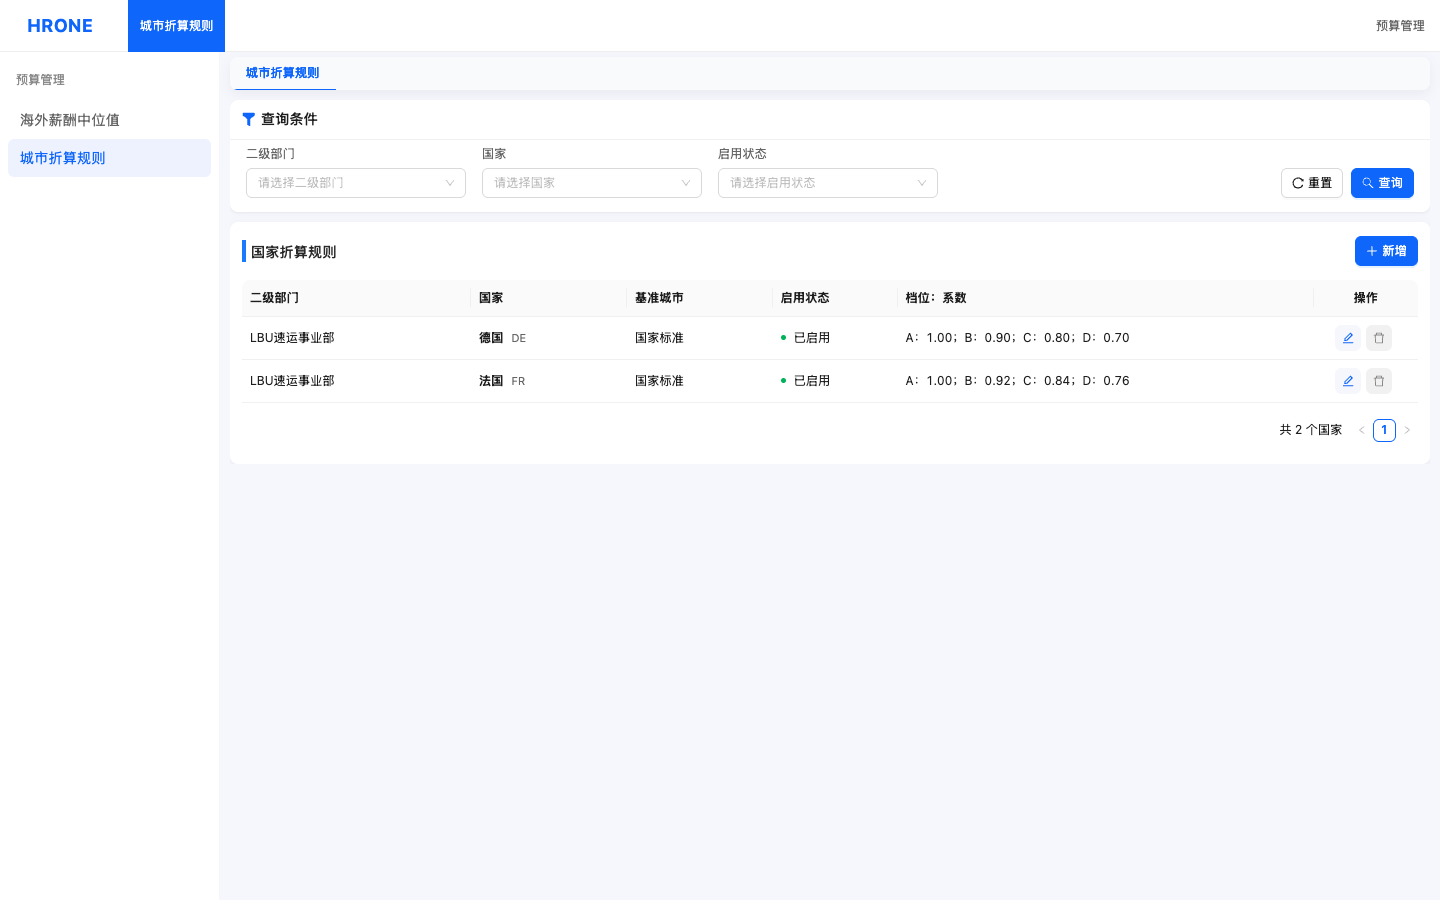 HRONE 城市折算规则 预算管理
预算管理
海外薪酬中位值
城市折算规则
城市折算规则
查询条件
二级部门 国家 启用状态
请选择二级部门 请选择国家 请选择启用状态 重置 查询
国家折算规则 新增
二级部门 国家 基准城市 启用状态 档位：系数 操作
LBU速运事业部 德国 DE 国家标准 已启用 A：1.00；B：0.90；C：0.80；D：0.70
LBU速运事业部 法国 FR 国家标准 已启用 A：1.00；B：0.92；C：0.84；D：0.76
共 2 个国家 < 1 >